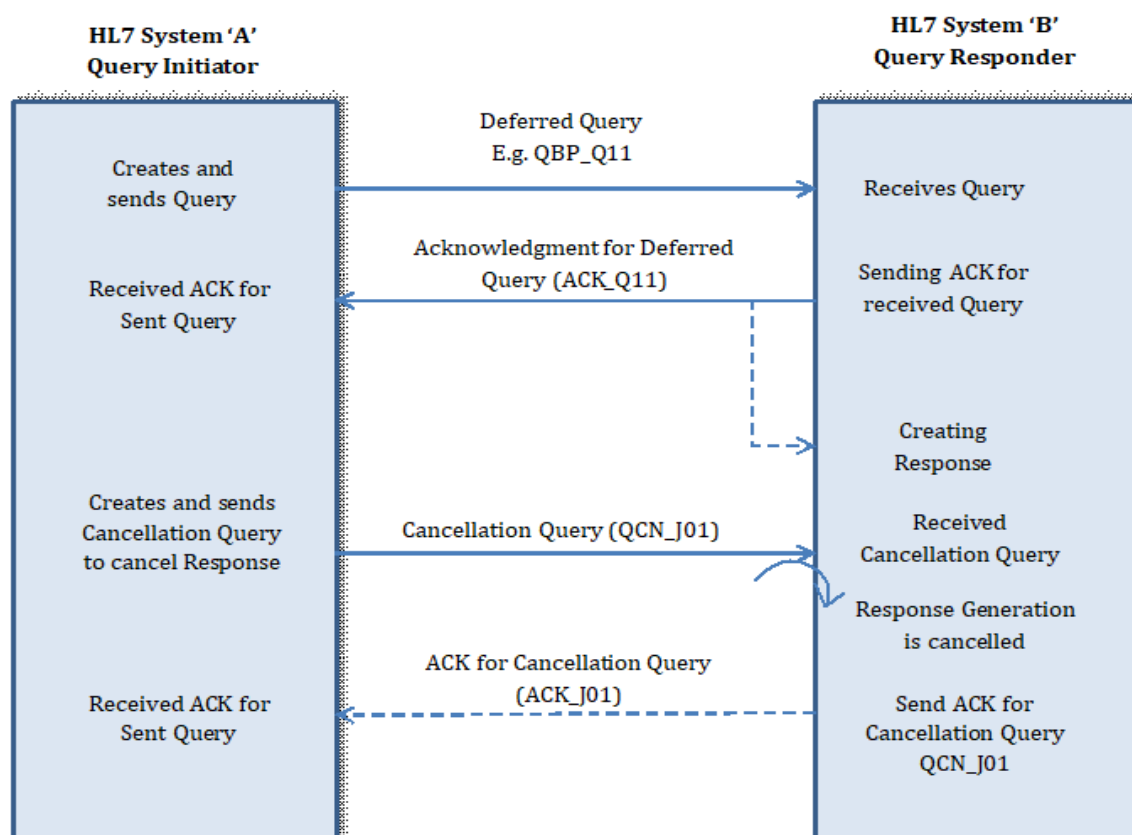 HL7 System ‘A’
Query Initiator
HL7 System ‘B’
Query Responder
Deferred Query
E.g. QBP_Q11
Creates and
sends Query
Receives Query
Acknowledgment for Deferred
Query (ACK_Q11)
Received ACK for
Sent Query
Sending ACK for
received Query
Creating
Response
Creates and sends
Cancellation Query
to cancel Response
Cancellation Query (QCN_J01)
Received
Cancellation Query
Response Generation
is cancelled
ACK for Cancellation Query
(ACK_J01)
Received ACK for
Sent Query
Send ACK for
Cancellation Query
QCN_J01